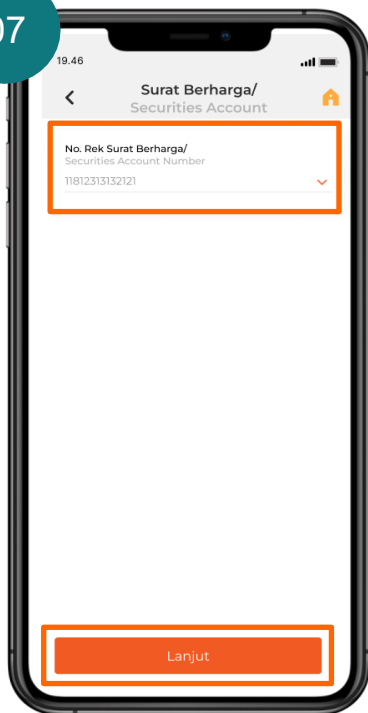 07
19.46
Surat Berharga/
Securities Account
No. Rek Surat Berharga/
Securities Account Number
11812313132121
Lanjut